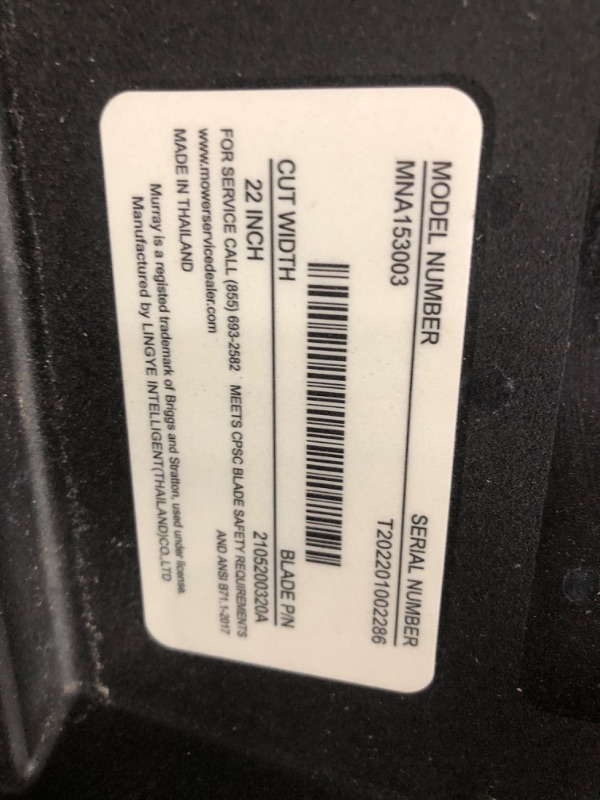 MODEL NUMBER SERIAL NUMBER
MNA153003 T202201002286
CUT WIDTH BLADE P/N
22 INCH 2105200320A
FOR SERVICE CALL (855) 693-2582 MEETS CPSC BLADE SAFETY REQUIREMENTS
www.mowerservicedealer.com AND ANSI B71.1-2017
MADE IN THAILAND
Murray is a registed trademark of Briggs and Stratton, used under license.
Manufactured by LINGYE INTELLIGENT(THAILAND)CO.,LTD